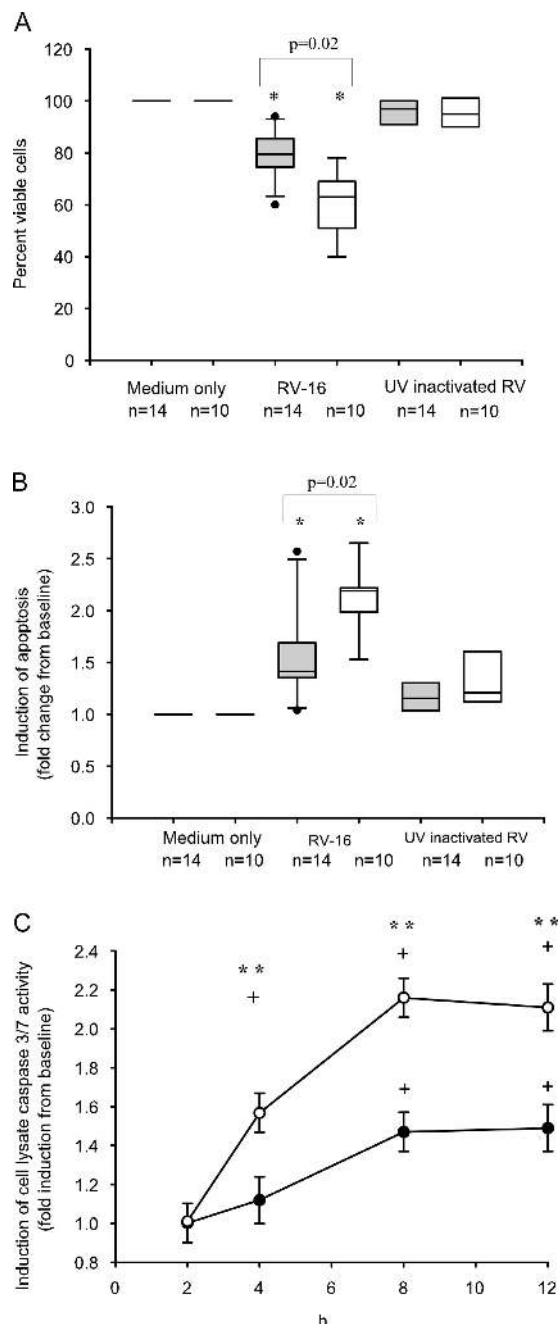 A
p=0.02
* *
120
100
80
60
40
20
0
Percent viable cells
Medium only RV-16 UV inactivated RV
n=14 n=10 n=14 n=10 n=14 n=10
B
p=0.02
* *
3.0
2.5
2.0
1.5
1.0
0.5
0.0
Induction of apoptosis
(fold change from baseline)
Medium only RV-16 UV inactivated RV
n=14 n=10 n=14 n=10 n=14 n=10
C
** ** **
+ + +
+ +
2.4
2.2
2.0
1.8
1.6
1.4
1.2
1.0
0.8
Induction of cell lysate caspase 3/7 activity
(fold induction from baseline)
0 2 4 6 8 10 12
h